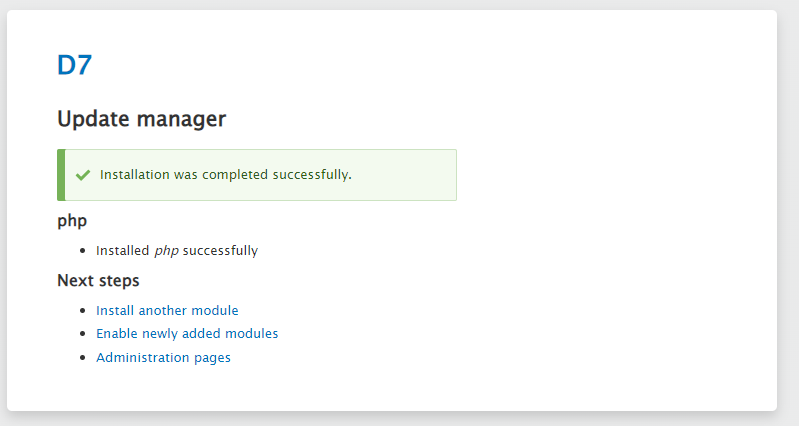 D7
Update manager
Installation was completed successfully.
php
Installed php successfully
Next steps
Install another module
Enable newly added modules
Administration pages